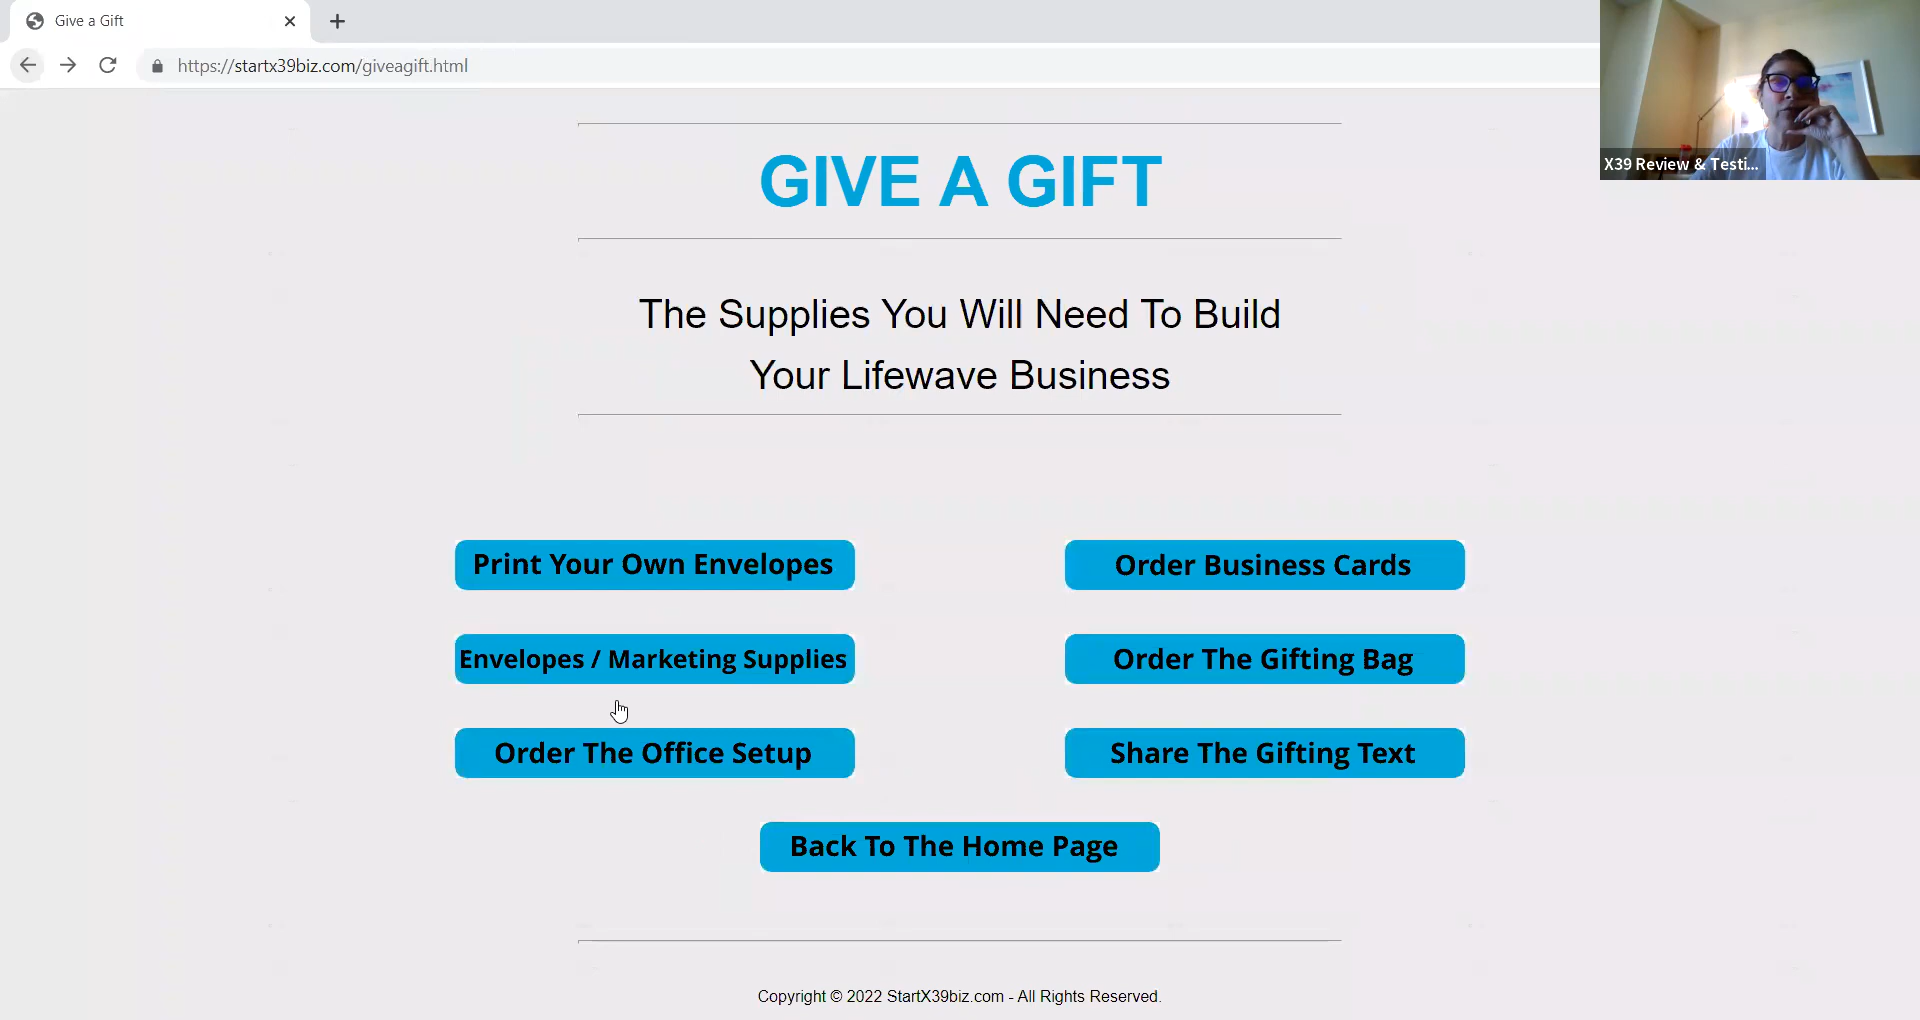 Give a Gift
https://startx39biz.com/giveagift.html
X39 Review & Testi...
GIVE A GIFT
The Supplies You Will Need To Build
Your Lifewave Business
Print Your Own Envelopes
Order Business Cards
Envelopes / Marketing Supplies
Order The Gifting Bag
Order The Office Setup
Share The Gifting Text
Back To The Home Page
Copyright © 2022 StartX39biz.com - All Rights Reserved.